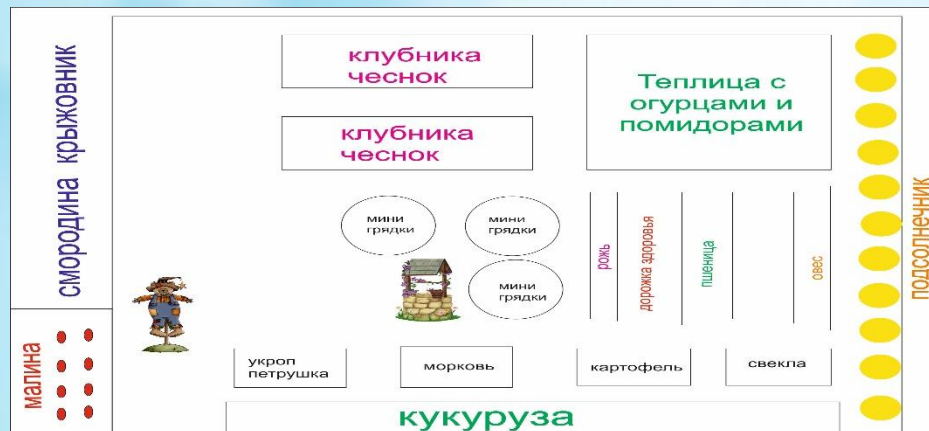 смородина крыжовник
малина
клубника
чеснок
клубника
чеснок
Теплица с
огурцами и
помидорами
мини
грядки
мини
грядки
мини
грядки
рожь
дорожка здоровья
пшеница
овес
подсолнечник
укроп
петрушка
морковь
картофель
свекла
кукуруза